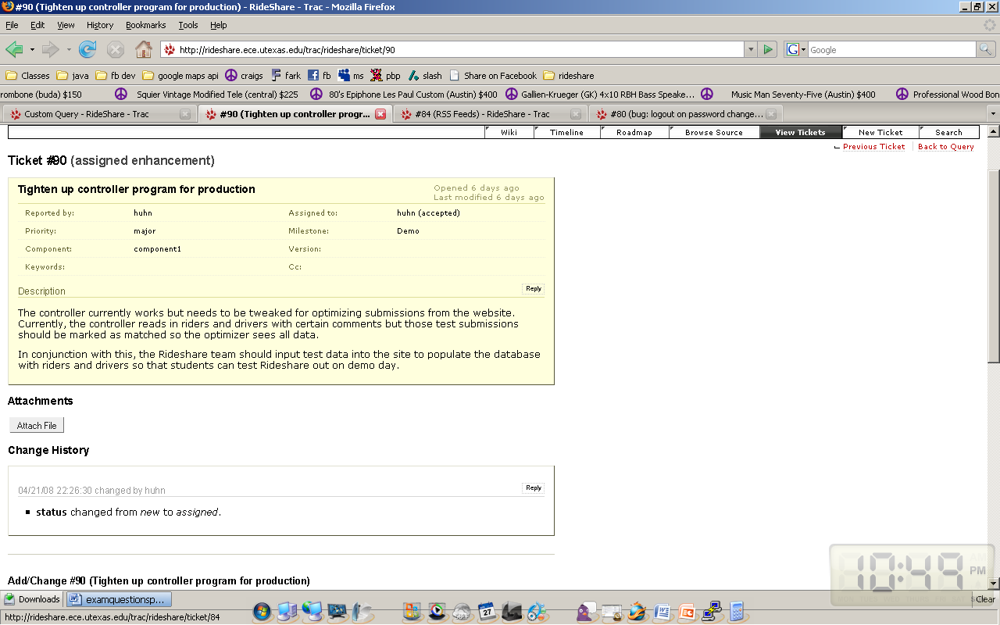 #90 (Tighten up controller program for production) - RideShare - Trac - Mozilla Firefox
File Edit View History Bookmarks Tools Help
http://rideshare.ece.utexas.edu/trac/rideshare/ticket/90 G Google
Classes java fb dev google maps api craigs fark fb ms pbp slash Share on Facebook rideshare
rombone (buda) $150 Squier Vintage Modified Tele (central) $225 80's Epiphone Les Paul Custom (Austin) $400 Gallien-Krueger (GK) 4x10 RBH Bass Speake... Music Man Seventy-Five (Austin) $400 Professional Wood Bon
Custom Query - RideShare - Trac #90 (Tighten up controller progr... #84 (RSS Feeds) - RideShare - Trac #80 (bug: logout on password change...
Wiki Timeline Roadmap Browse Source View Tickets New Ticket Search
← Previous Ticket Back to Query
Ticket #90 (assigned enhancement)
Tighten up controller program for production Opened 6 days ago
Last modified 6 days ago
Reported by: huhn Assigned to: huhn (accepted)
Priority: major Milestone: Demo
Component: component1 Version:
Keywords: Cc:
Description Reply
The controller currently works but needs to be tweaked for optimizing submissions from the website.
Currently, the controller reads in riders and drivers with certain comments but those test submissions
should be marked as matched so the optimizer sees all data.
In conjunction with this, the Rideshare team should input test data into the site to populate the database
with riders and drivers so that students can test Rideshare out on demo day.
Attachments
Attach File
Change History
04/21/08 22:26:30 changed by huhn Reply
status changed from new to assigned.
Add/Change #90 (Tighten up controller program for production)
10:49 PM
Downloads examquestionsp... Clear
27
http://rideshare.ece.utexas.edu/trac/rideshare/ticket/84